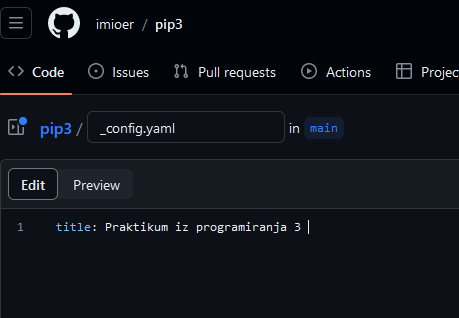 imioer / pip3
Code Issues Pull requests Actions Projec
pip3 / _config.yaml in main
Edit Preview
1 title: Praktikum iz programiranja 3